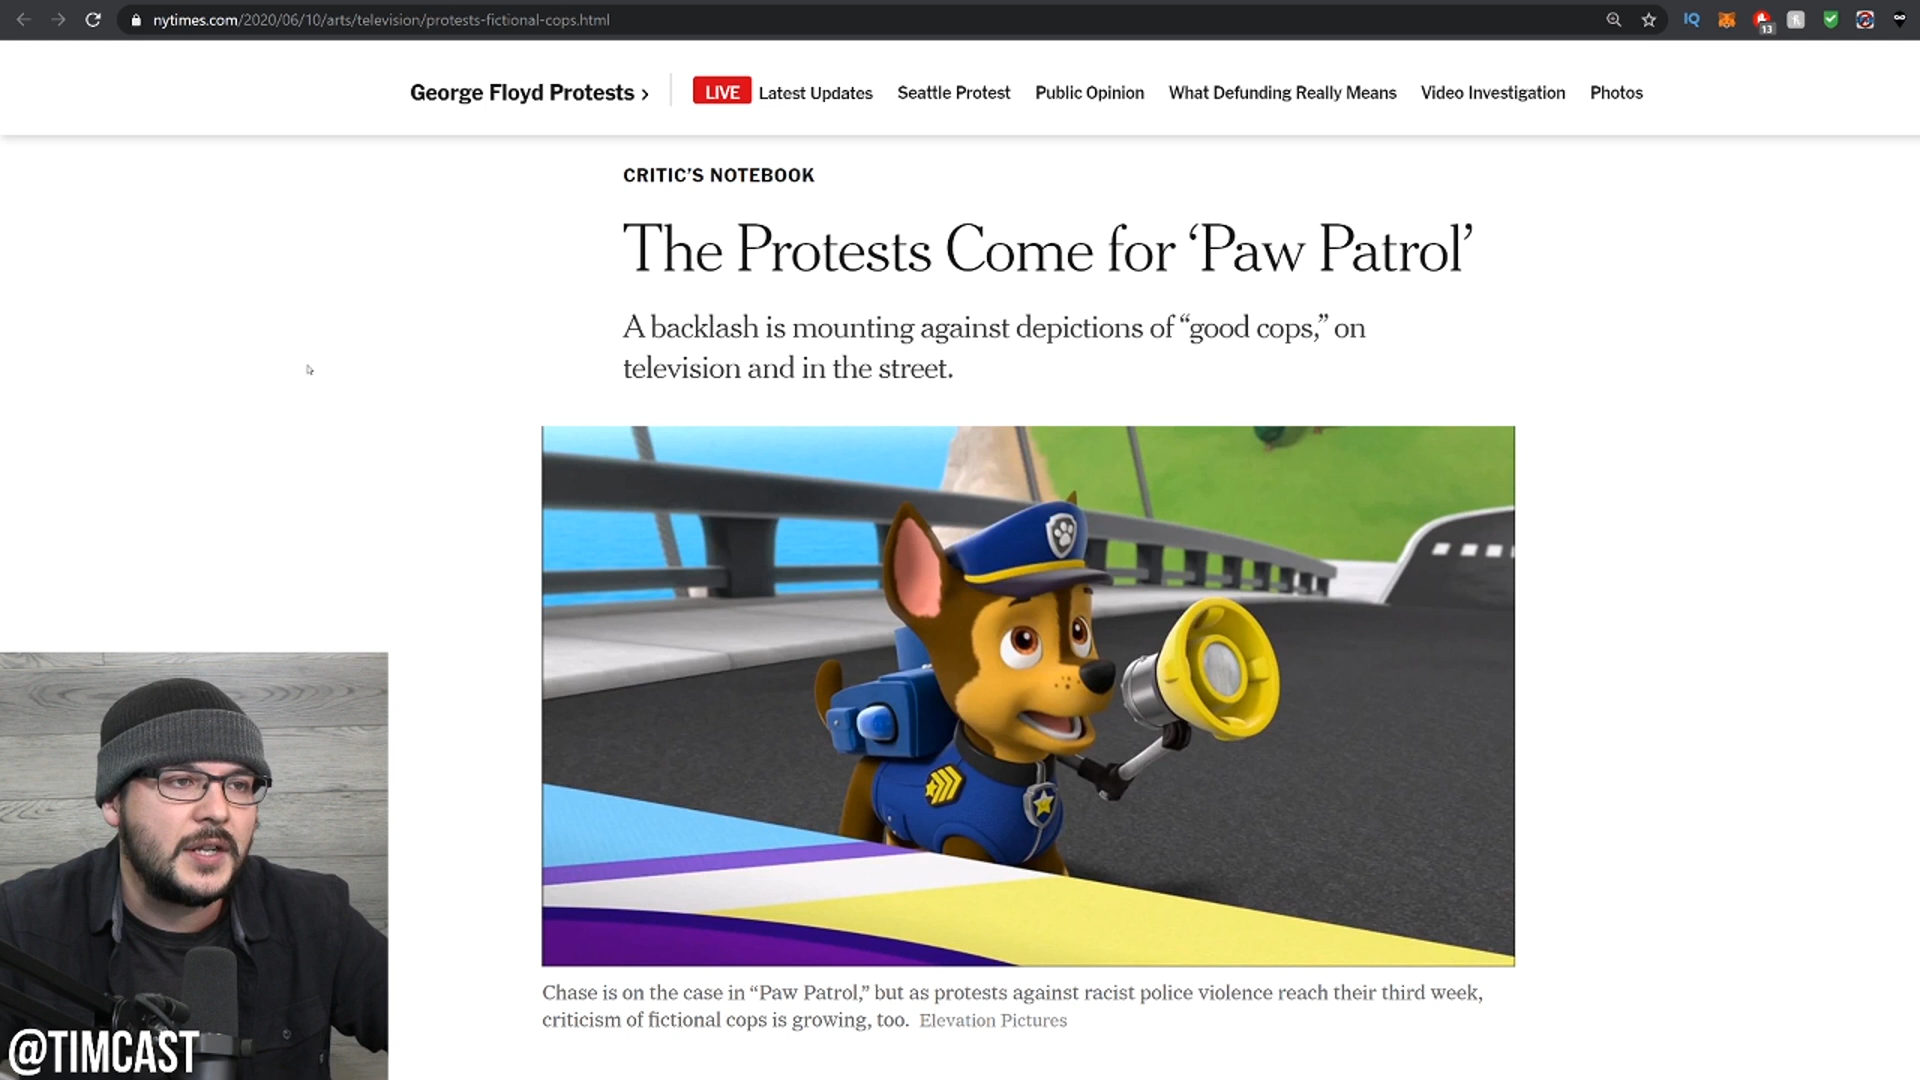 nytimes.com/2020/06/10/arts/television/protests-fictional-cops.html
IQ
13
George Floyd Protests ›
LIVE Latest Updates Seattle Protest Public Opinion What Defunding Really Means Video Investigation Photos
CRITIC'S NOTEBOOK
The Protests Come for ‘Paw Patrol’
A backlash is mounting against depictions of “good cops,” on
television and in the street.
Chase is on the case in “Paw Patrol,” but as protests against racist police violence reach their third week,
criticism of fictional cops is growing, too. Elevation Pictures
@TIMCAST